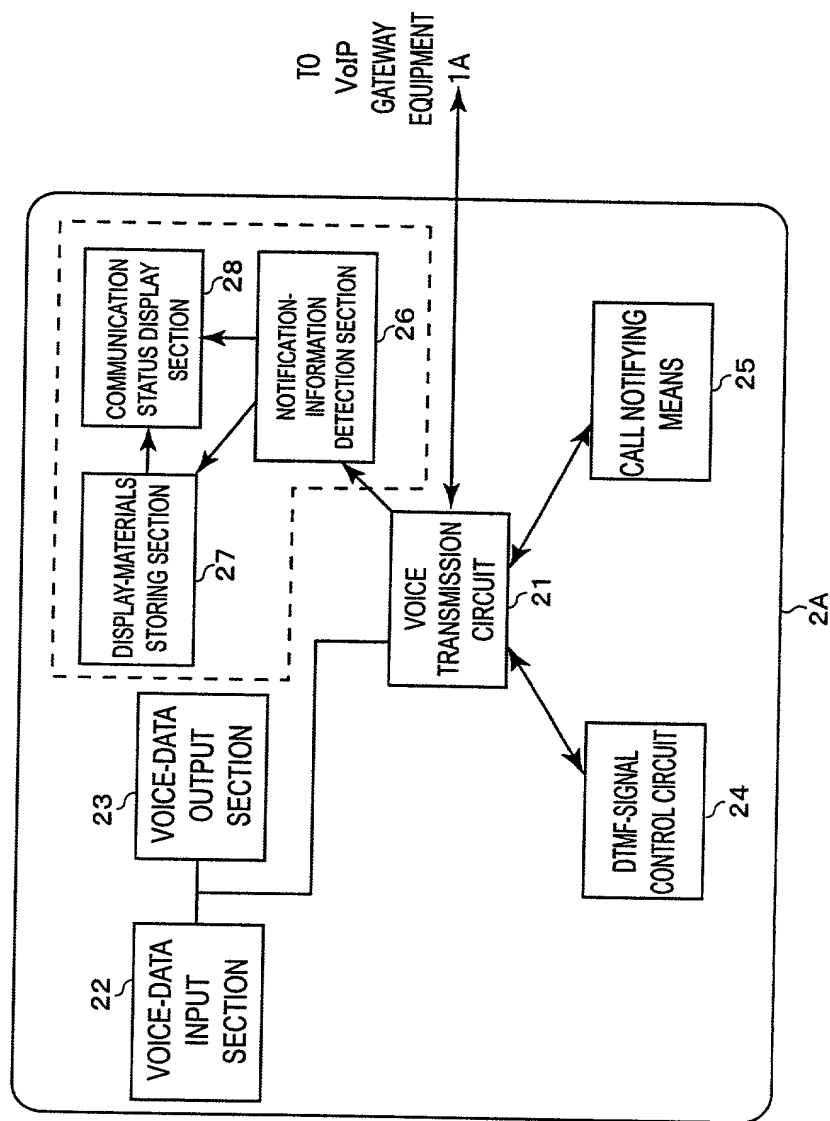 22
VOICE-DATA
INPUT
SECTION
23
VOICE-DATA
OUTPUT
SECTION
DISPLAY-MATERIALS
STORING SECTION
27
COMMUNICATION
STATUS DISPLAY
SECTION
28
NOTIFICATION-
INFORMATION
DETECTION SECTION
26
VOICE
TRANSMISSION
CIRCUIT
21
TO
VoIP
GATEWAY
EQUIPMENT
1A
DTMF-SIGNAL
CONTROL CIRCUIT
24
CALL NOTIFYING
MEANS
25
2A